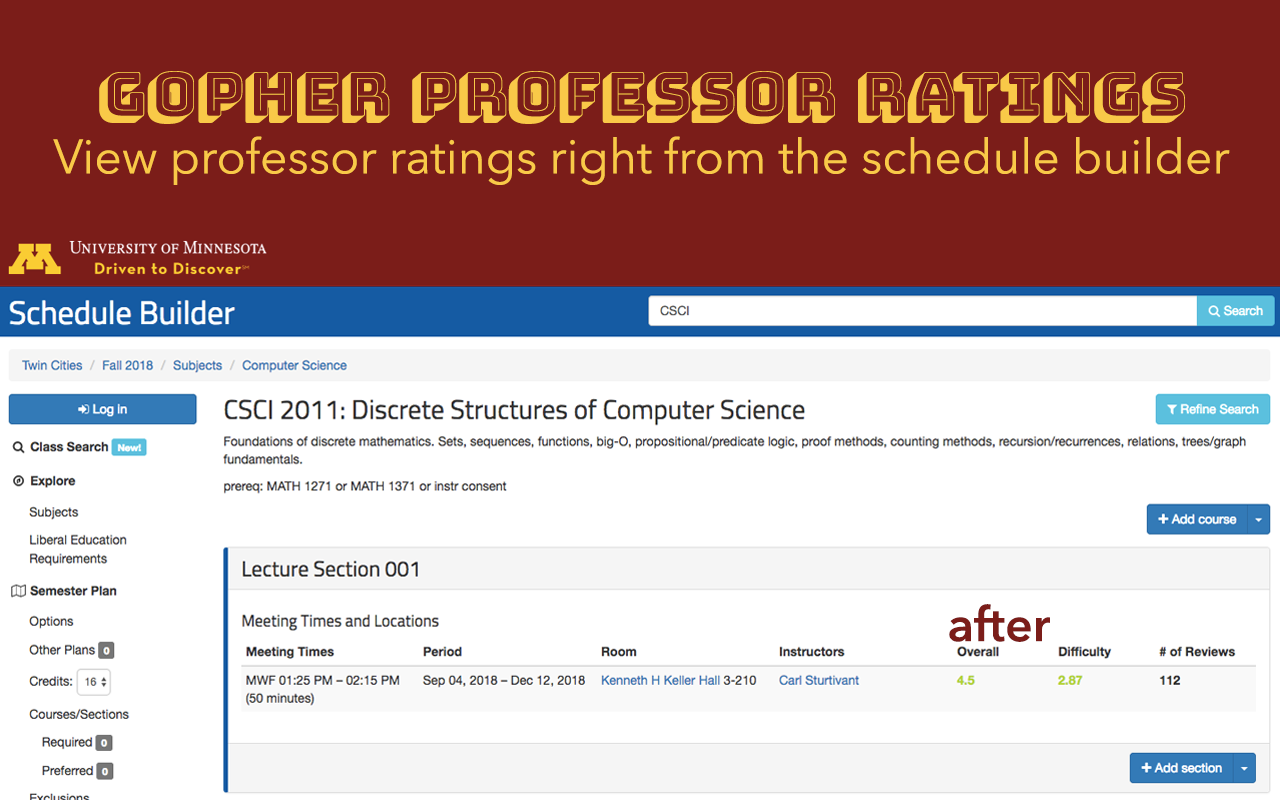 GOPHER PROFESSOR RATINGS
View professor ratings right from the schedule builder
M
UNIVERSITY OF MINNESOTA
Driven to Discover℠
Schedule Builder
CSCI
Search
Twin Cities / Fall 2018 / Subjects / Computer Science
Log In
CSCI 2011: Discrete Structures of Computer Science
Refine Search
Foundations of discrete mathematics. Sets, sequences, functions, big-O, propositional/predicate logic, proof methods, counting methods, recursion/recurrences, relations, trees/graph
fundamentals.
prereq: MATH 1271 or MATH 1371 or instr consent
Class Search New!
Explore
Subjects
Liberal Education
Requirements
Semester Plan
Options
Other Plans 0
Credits: 16
Courses/Sections
Required 0
Preferred 0
Exclusions
+ Add course
Lecture Section 001
Meeting Times and Locations
after
Meeting Times Period Room Instructors Overall Difficulty # of Reviews
MWF 01:25 PM – 02:15 PM Sep 04, 2018 – Dec 12, 2018 Kenneth H Keller Hall 3-210 Carl Sturtivant 4.5 2.87 112
(50 minutes)
+ Add section